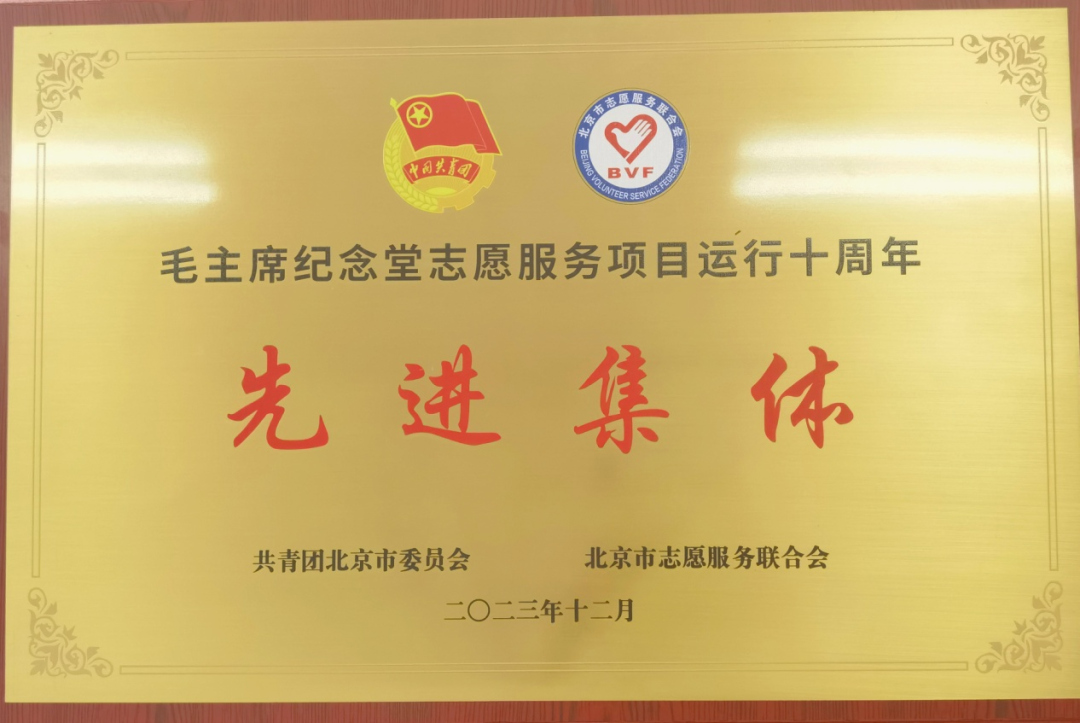 中国共青团
北京市志愿服务联合会
BVF
BEIJING VOLUNTEER SERVICE FEDERATION
毛主席纪念堂志愿服务项目运行十周年
先进集体
共青团北京市委员会 北京市志愿服务联合会
二〇二三年十二月